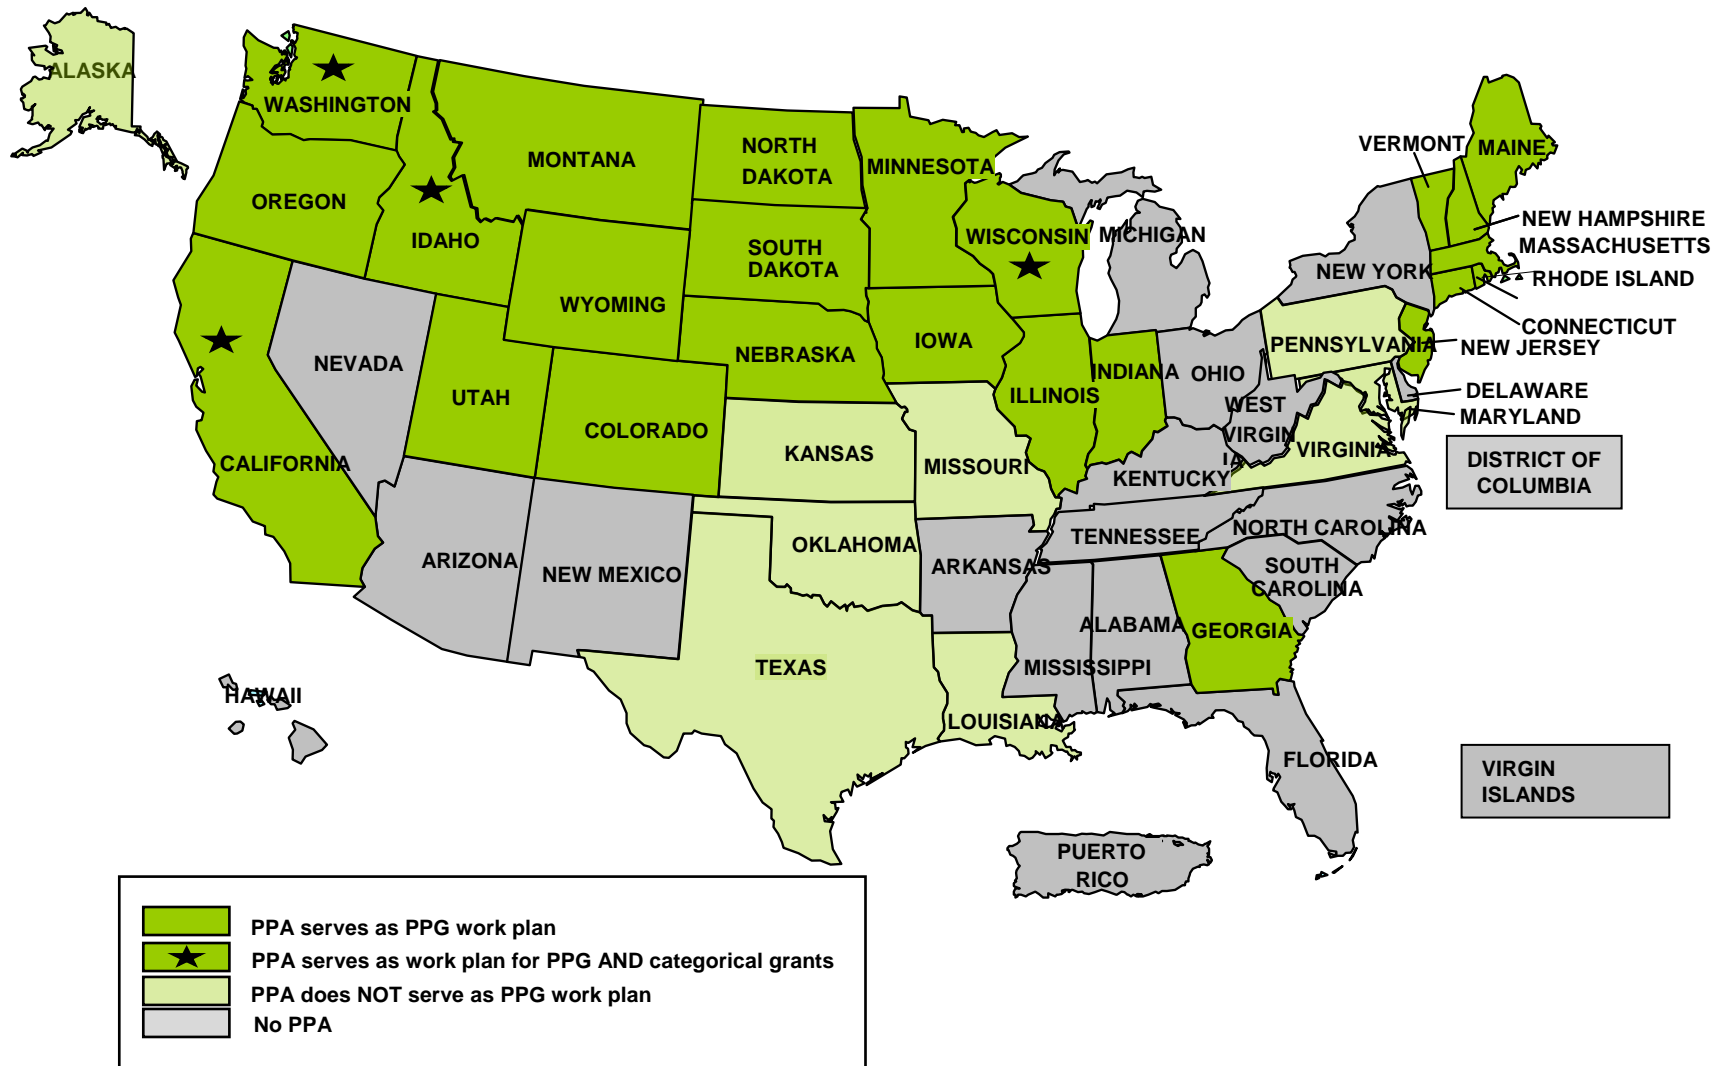 ALASKA
WASHINGTON
MONTANA
NORTH
DAKOTA
MINNESOTA
VERMONT
MAINE
OREGON
IDAHO
SOUTH
DAKOTA
WISCONSIN
MICHIGAN
NEW HAMPSHIRE
MASSACHUSETTS
NEW YORK
RHODE ISLAND
WYOMING
CONNECTICUT
NEW JERSEY
NEVADA
NEBRASKA
IOWA
PENNSYLVANIA
UTAH
ILLINOIS
INDIANA
OHIO
DELAWARE
MARYLAND
COLORADO
WEST
VIRGIN
IA
CALIFORNIA
KANSAS
MISSOURI
KENTUCKY
VIRGINIA
DISTRICT OF
COLUMBIA
ARIZONA
NEW MEXICO
OKLAHOMA
ARKANSAS
TENNESSEE
NORTH CAROLINA
SOUTH
CAROLINA
TEXAS
MISSISSIPPI
ALABAMA
GEORGIA
HAWAII
LOUISIANA
FLORIDA
VIRGIN
ISLANDS
PUERTO
RICO
PPA serves as PPG work plan
PPA serves as work plan for PPG AND categorical grants
PPA does NOT serve as PPG work plan
No PPA